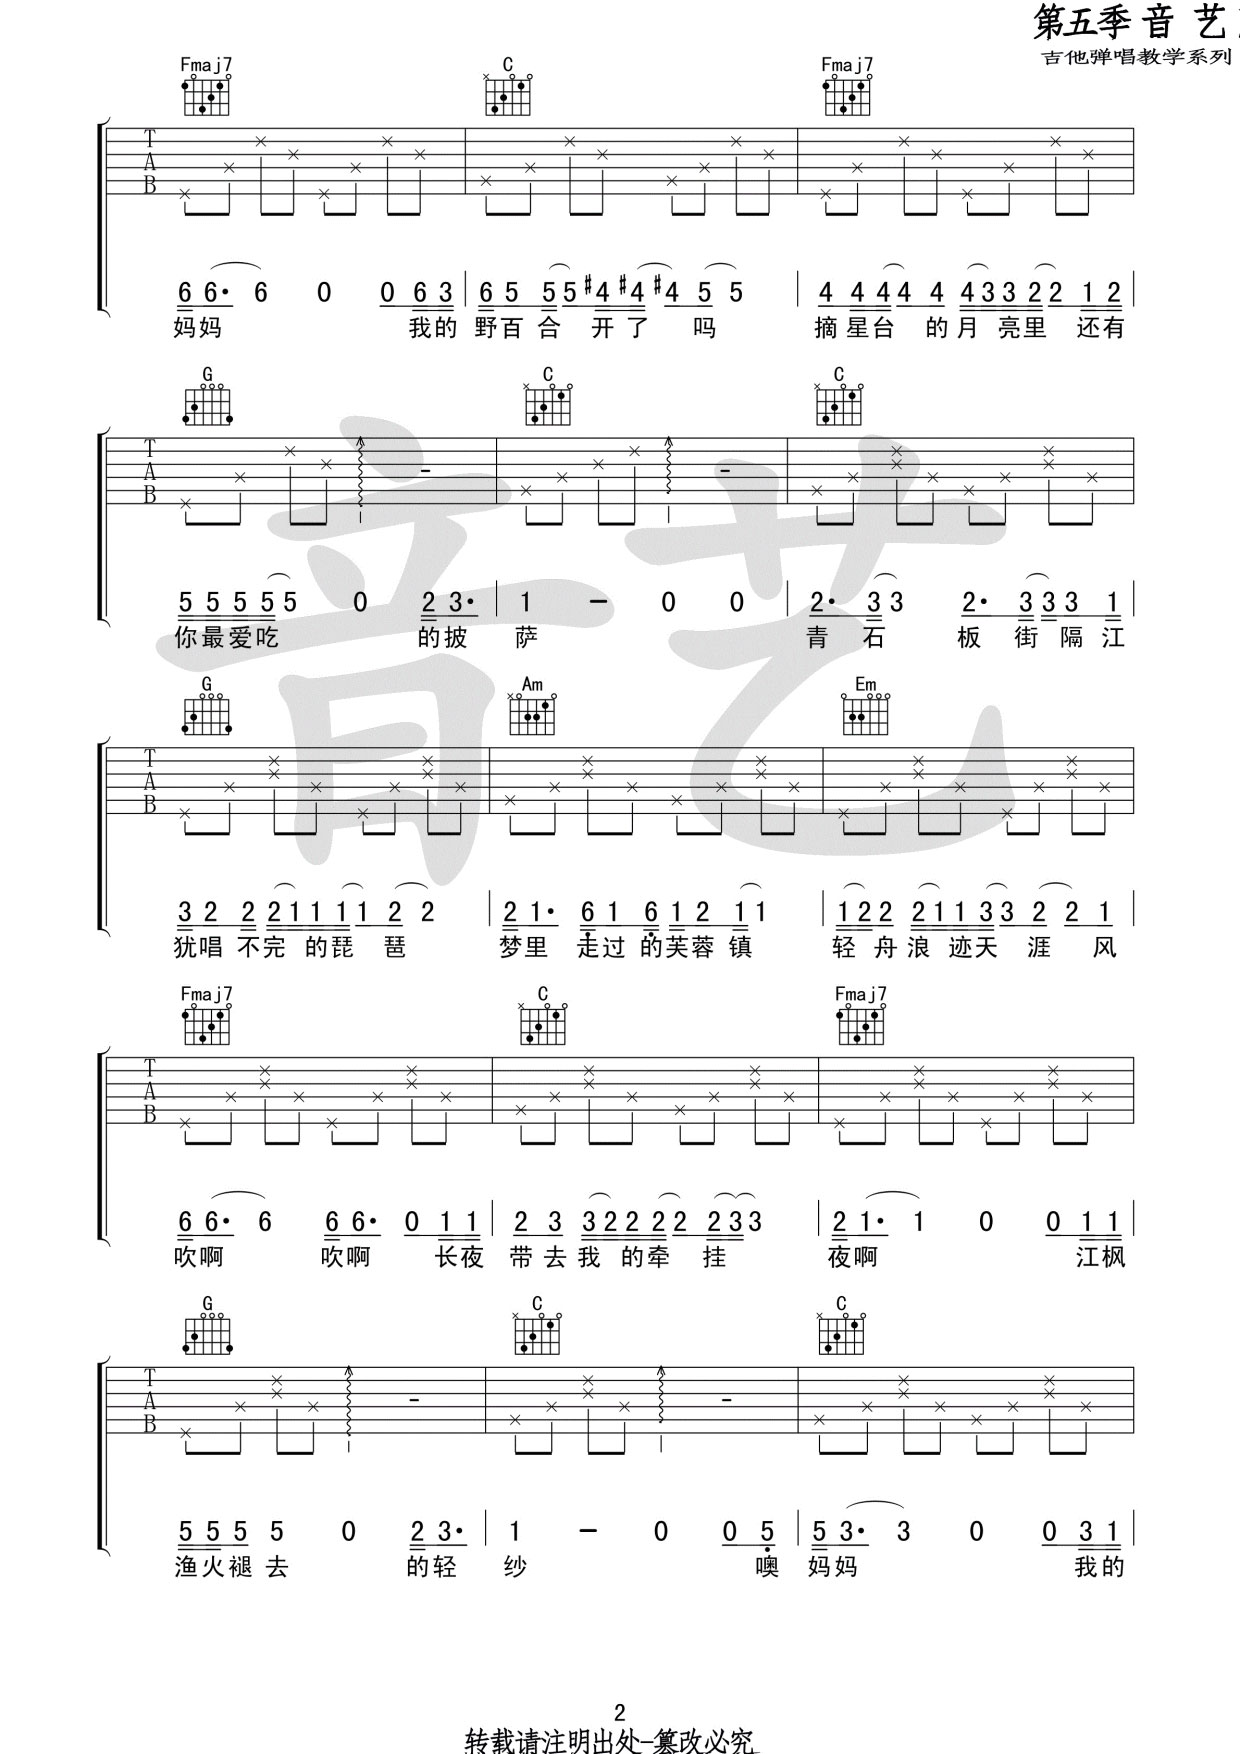 第五季音艺
吉他弹唱教学系列
Fmaj7 C Fmaj7
T
A
B
6 6· 6 0 0 6 3 6 5 5 5 #4 #4 #4 5 5 4 4 4 4 4 4 3 3 2 2 1 2
妈妈 我的 野百合 开了 吗 摘星台 的月 亮里 还有
G C C
T
A
B
5 5 5 5 5 0 2 3· 1 – 0 0 2· 3 3 2· 3 3 3 1
你最爱吃 的披 萨 青 石 板 街 隔江
音艺
G Am Em
T
A
B
3 2 2 2 1 1 1 1 2 2 2 1· 6 1 6 1 2 1 1 1 2 2 2 1 1 3 3 2 2 1
犹唱 不完 的琵 琶 梦里 走过 的芙蓉 镇 轻 舟 浪 迹天 涯 风
Fmaj7 C Fmaj7
T
A
B
6 6· 6 6 6· 0 1 1 2 3 3 2 2 2 2 2 3 3 2 1· 1 0 0 1 1
吹啊 吹啊 长夜 带去我 的牵 挂 夜啊 江枫
G C C
T
A
B
5 5 5 5 0 2 3· 1 – 0 0 5 5 3· 3 0 0 3 1
渔火褪去 的轻 纱 噢 妈妈 我的
2
转载请注明出处-篡改必究